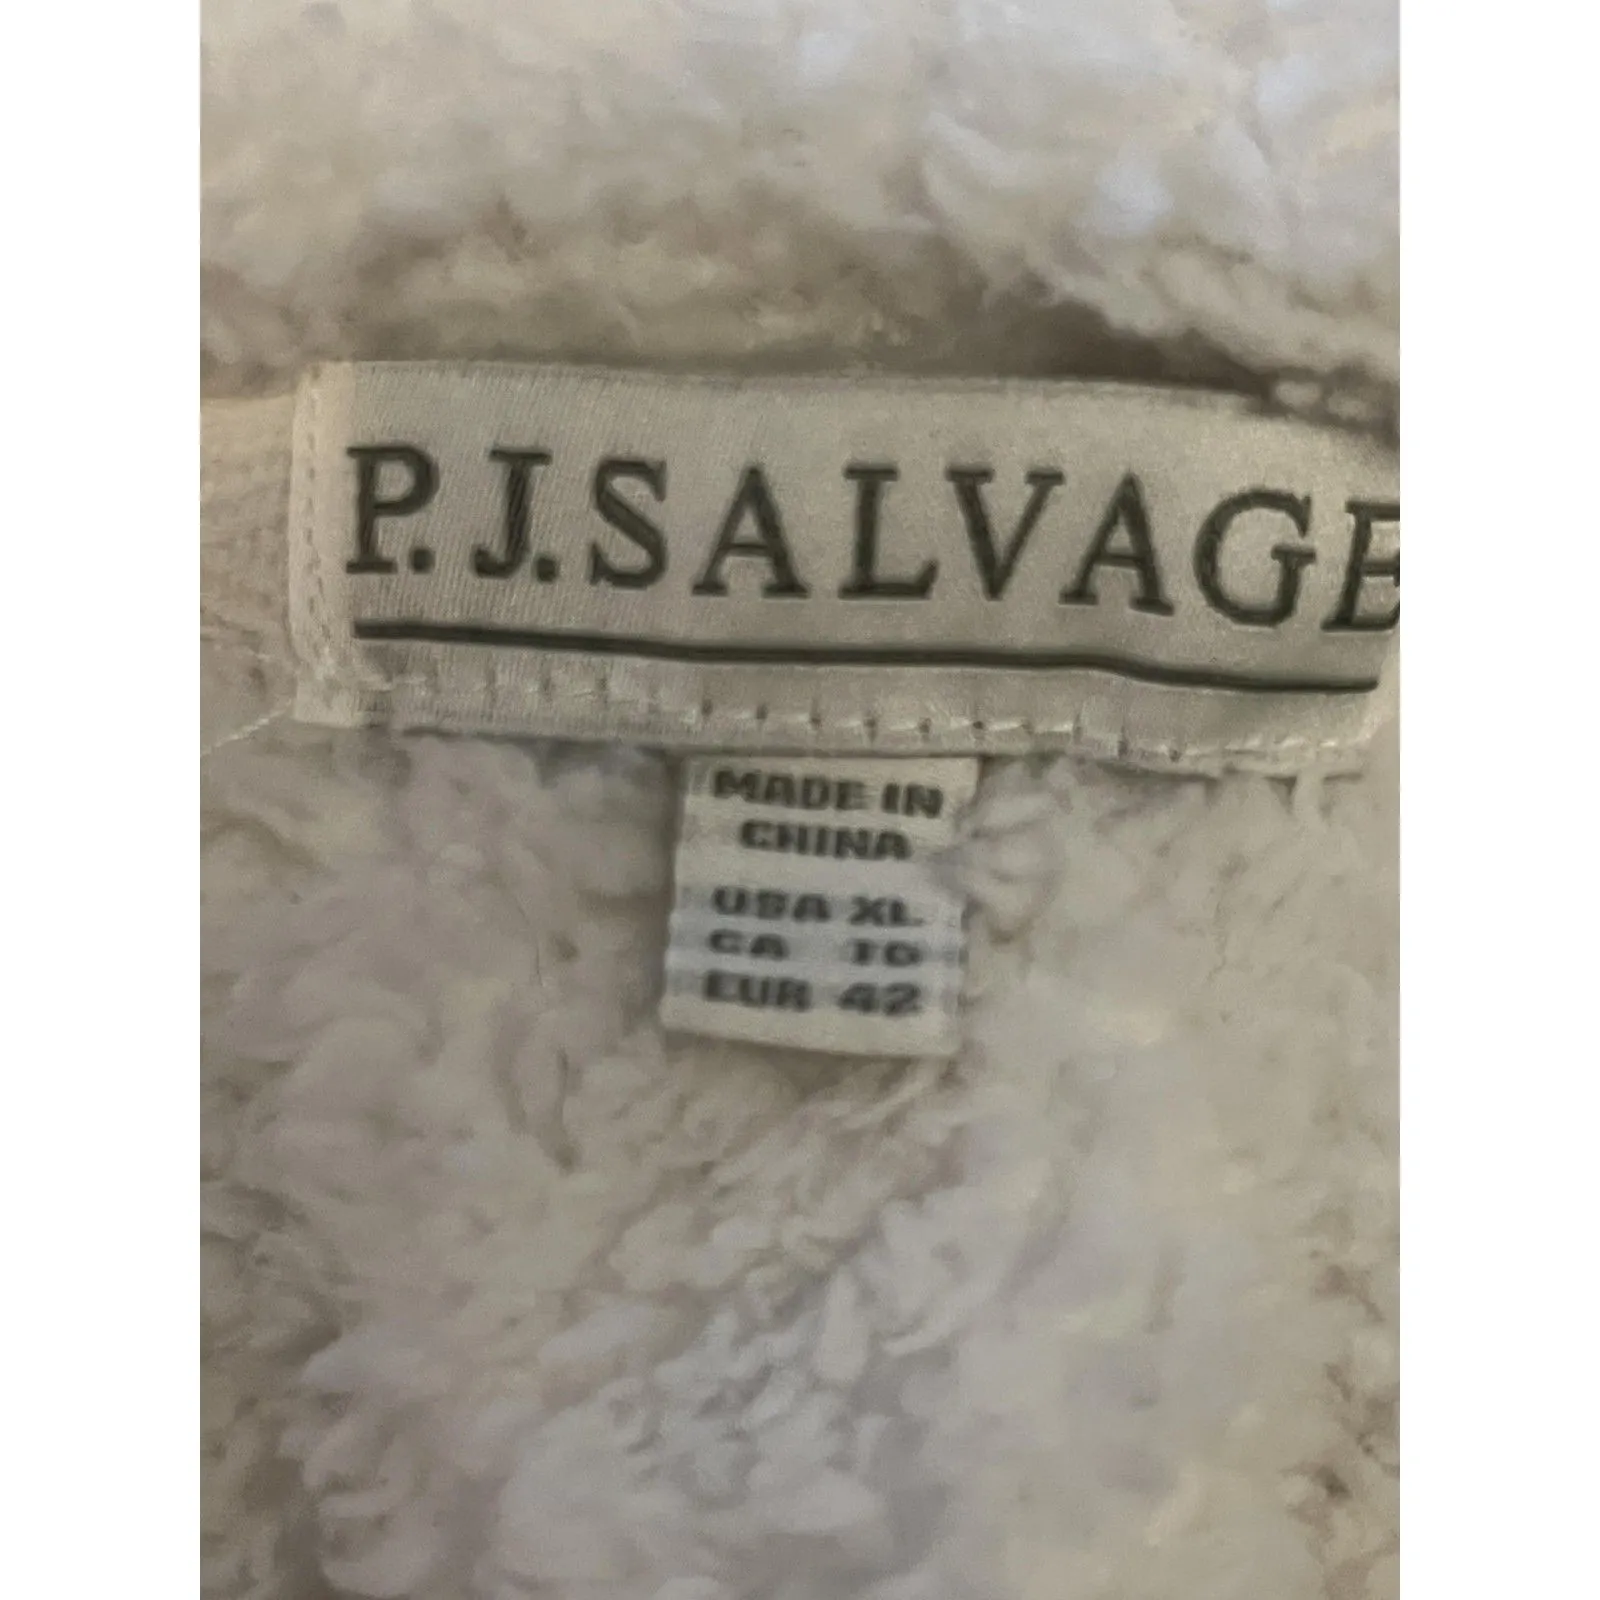 P.J.SALVAGE
MADE IN
CHINA
USA XL
CA 10
EUR 42